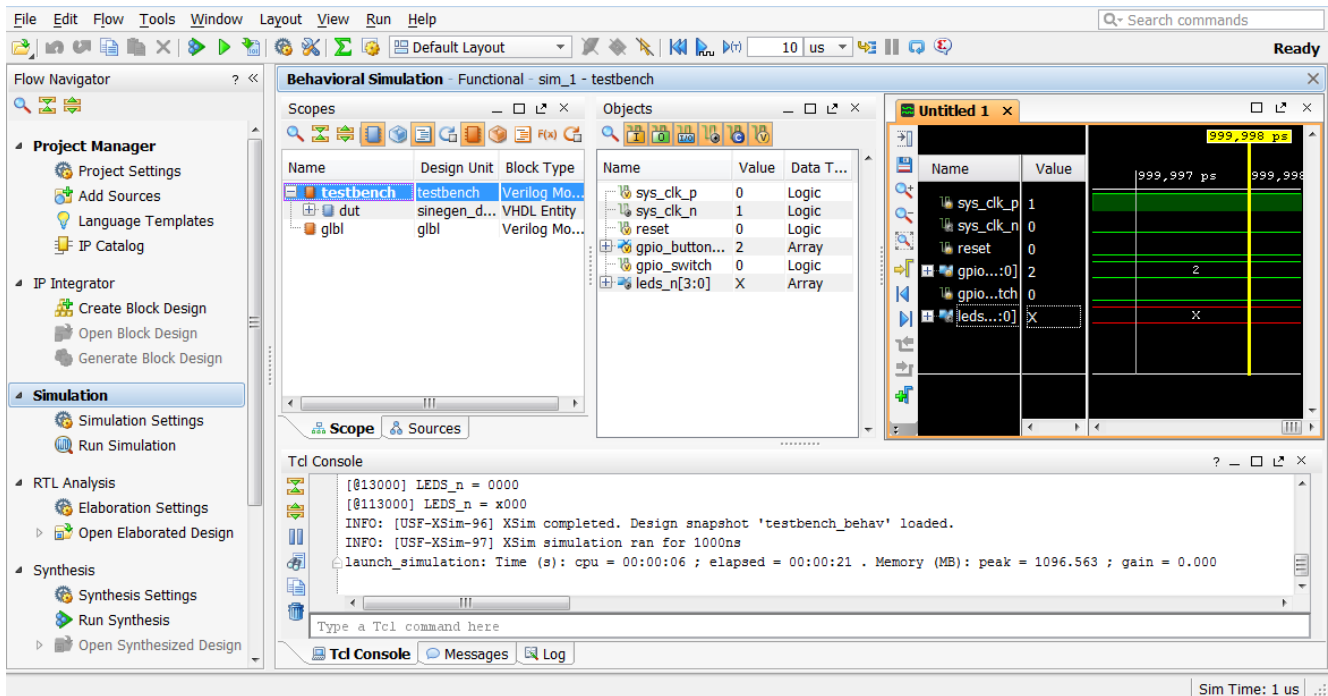 File Edit Flow Tools Window Layout View Run Help
Search commands
Default Layout
10 us
Ready
Flow Navigator
Project Manager
Project Settings
Add Sources
Language Templates
IP Catalog
IP Integrator
Create Block Design
Open Block Design
Generate Block Design
Simulation
Simulation Settings
Run Simulation
RTL Analysis
Elaboration Settings
Open Elaborated Design
Synthesis
Synthesis Settings
Run Synthesis
Open Synthesized Design
Behavioral Simulation - Functional - sim_1 - testbench
Scopes
Name Design Unit Block Type
testbench testbench Verilog Mo...
dut sinegen_d... VHDL Entity
glbl glbl Verilog Mo...
Scope Sources
Objects
Name Value Data T...
sys_clk_p 0 Logic
sys_clk_n 1 Logic
reset 0 Logic
gpio_button... 2 Array
gpio_switch 0 Logic
leds_n[3:0] X Array
Untitled 1
999,998 ps
Name Value
999,997 ps 999,998
sys_clk_p 1
sys_clk_n 0
reset 0
gpio...:0] 2 2
gpio...tch 0
leds...:0] X X
Tcl Console
[@13000] LEDS_n = 0000
[@113000] LEDS_n = x000
INFO: [USF-XSim-96] XSim completed. Design snapshot 'testbench_behav' loaded.
INFO: [USF-XSim-97] XSim simulation ran for 1000ns
launch_simulation: Time (s): cpu = 00:00:06 ; elapsed = 00:00:21 . Memory (MB): peak = 1096.563 ; gain = 0.000
Type a Tcl command here
Tcl Console Messages Log
Sim Time: 1 us